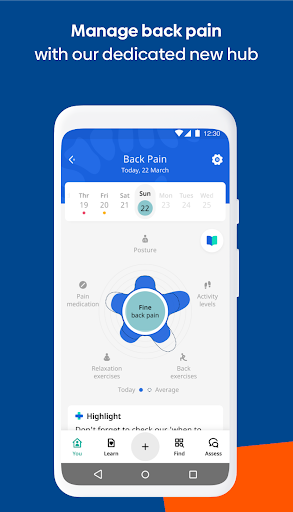 Manage back pain
with our dedicated new hub
12:30
Back Pain
Today, 22 March
Thr Fri Sat Sun Mon Tue Wed
19 20 21 22 23 24 25
Posture
Pain
medication
Activity
levels
Fine
back pain
Relaxation
exercises
Back
exercises
Today Average
Highlight
Don't forget to check our 'when to
You Learn + Find Assess